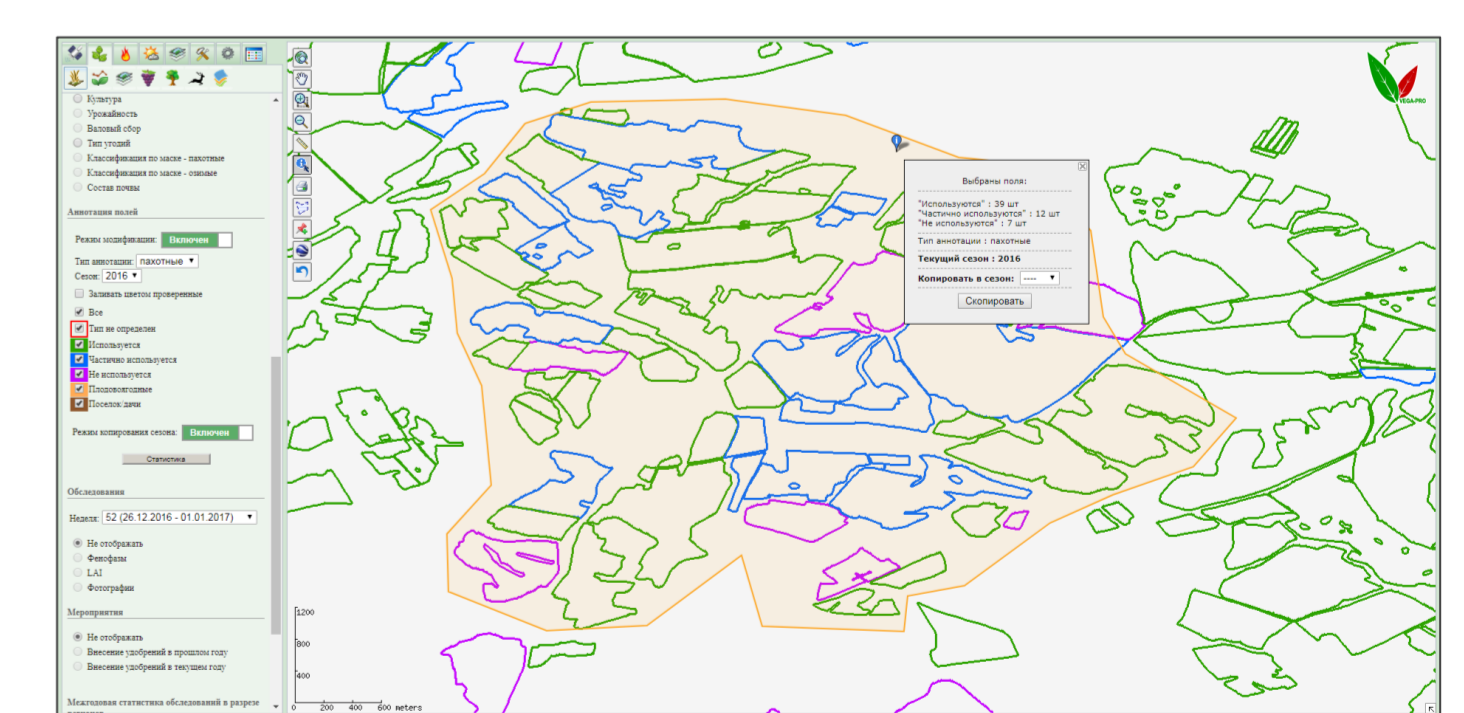 Культура
Урожайность
Валовый сбор
Тип угодий
Классификация по маске - пахотные
Классификация по маске - озимые
Состав почвы
Аннотация полей
Режим модификации: Включен
Тип аннотации: пахотные
Сезон: 2016
Заливать цветом проверенные
Все
Тип не определен
Используется
Частично используется
Не используется
Плодовоягодные
Поселок/дачи
Режим копирования сезона: Включен
Статистика
Обследования
Неделя: 52 (26.12.2016 - 01.01.2017)
Не отображать
Фенофазы
LAI
Фотографии
Мероприятия
Не отображать
Внесение удобрений в прошлом году
Внесение удобрений в текущем году
Межгодовая статистика обследований в разрезе
VEGA-PRO
Выбраны поля:
"Используются" : 39 шт
"Частично используются" : 12 шт
"Не используются" : 7 шт
Тип аннотации : пахотные
Текущий сезон : 2016
Копировать в сезон: ----
Скопировать
1200
800
400
0 200 400 600 meters